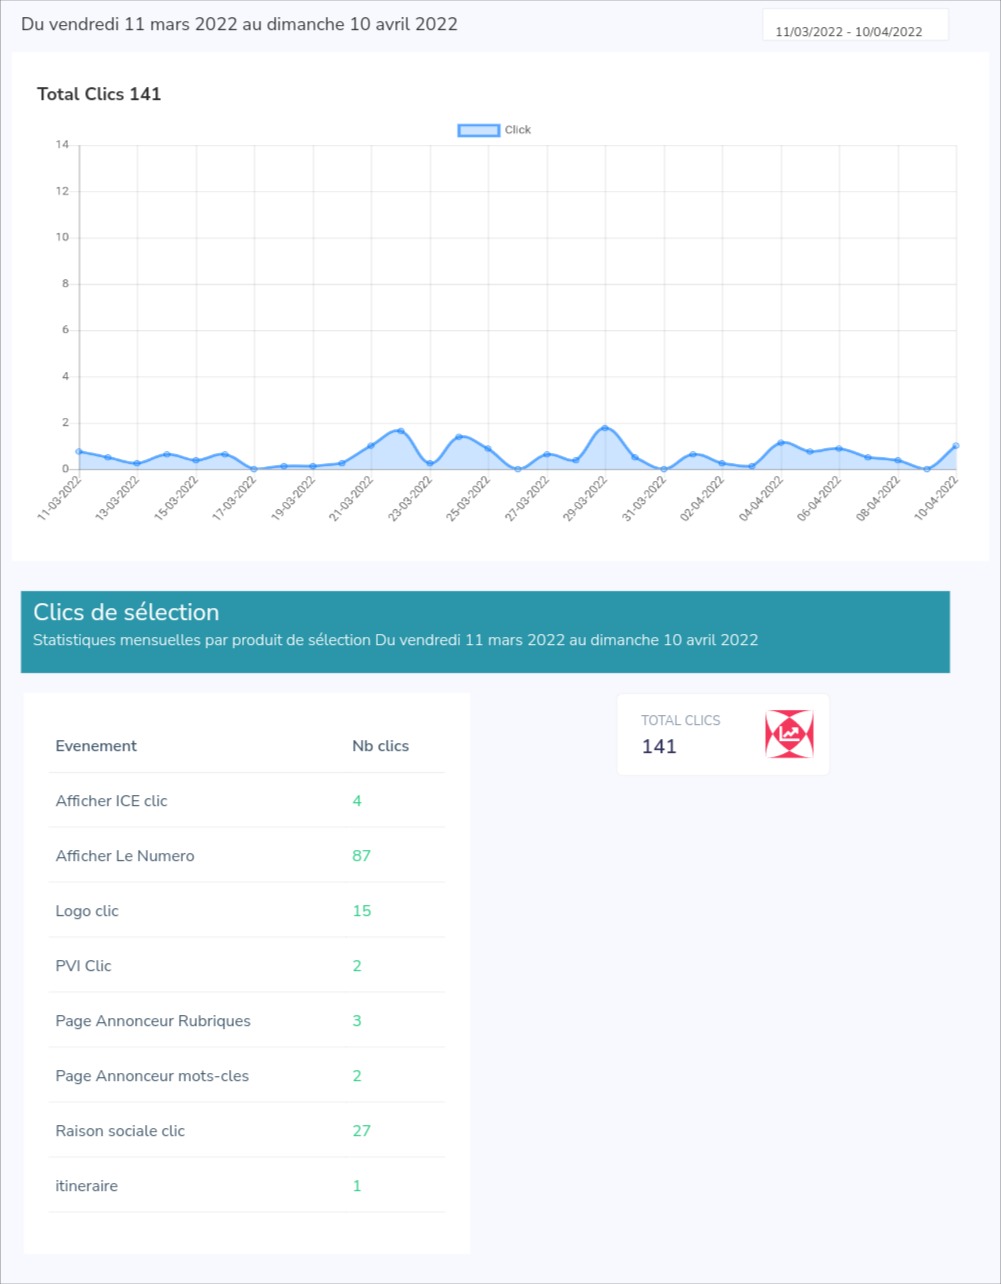 Du vendredi 11 mars 2022 au dimanche 10 avril 2022
11/03/2022 - 10/04/2022
Total Clics 141
Click
14
12
10
8
6
4
2
0
11-03-2022
13-03-2022
15-03-2022
17-03-2022
19-03-2022
21-03-2022
23-03-2022
25-03-2022
27-03-2022
29-03-2022
31-03-2022
02-04-2022
04-04-2022
06-04-2022
08-04-2022
10-04-2022
Clics de sélection
Statistiques mensuelles par produit de sélection Du vendredi 11 mars 2022 au dimanche 10 avril 2022
TOTAL CLICS
141
Evenement Nb clics
Afficher ICE clic 4
Afficher Le Numero 87
Logo clic 15
PVI Clic 2
Page Annonceur Rubriques 3
Page Annonceur mots-cles 2
Raison sociale clic 27
itineraire 1